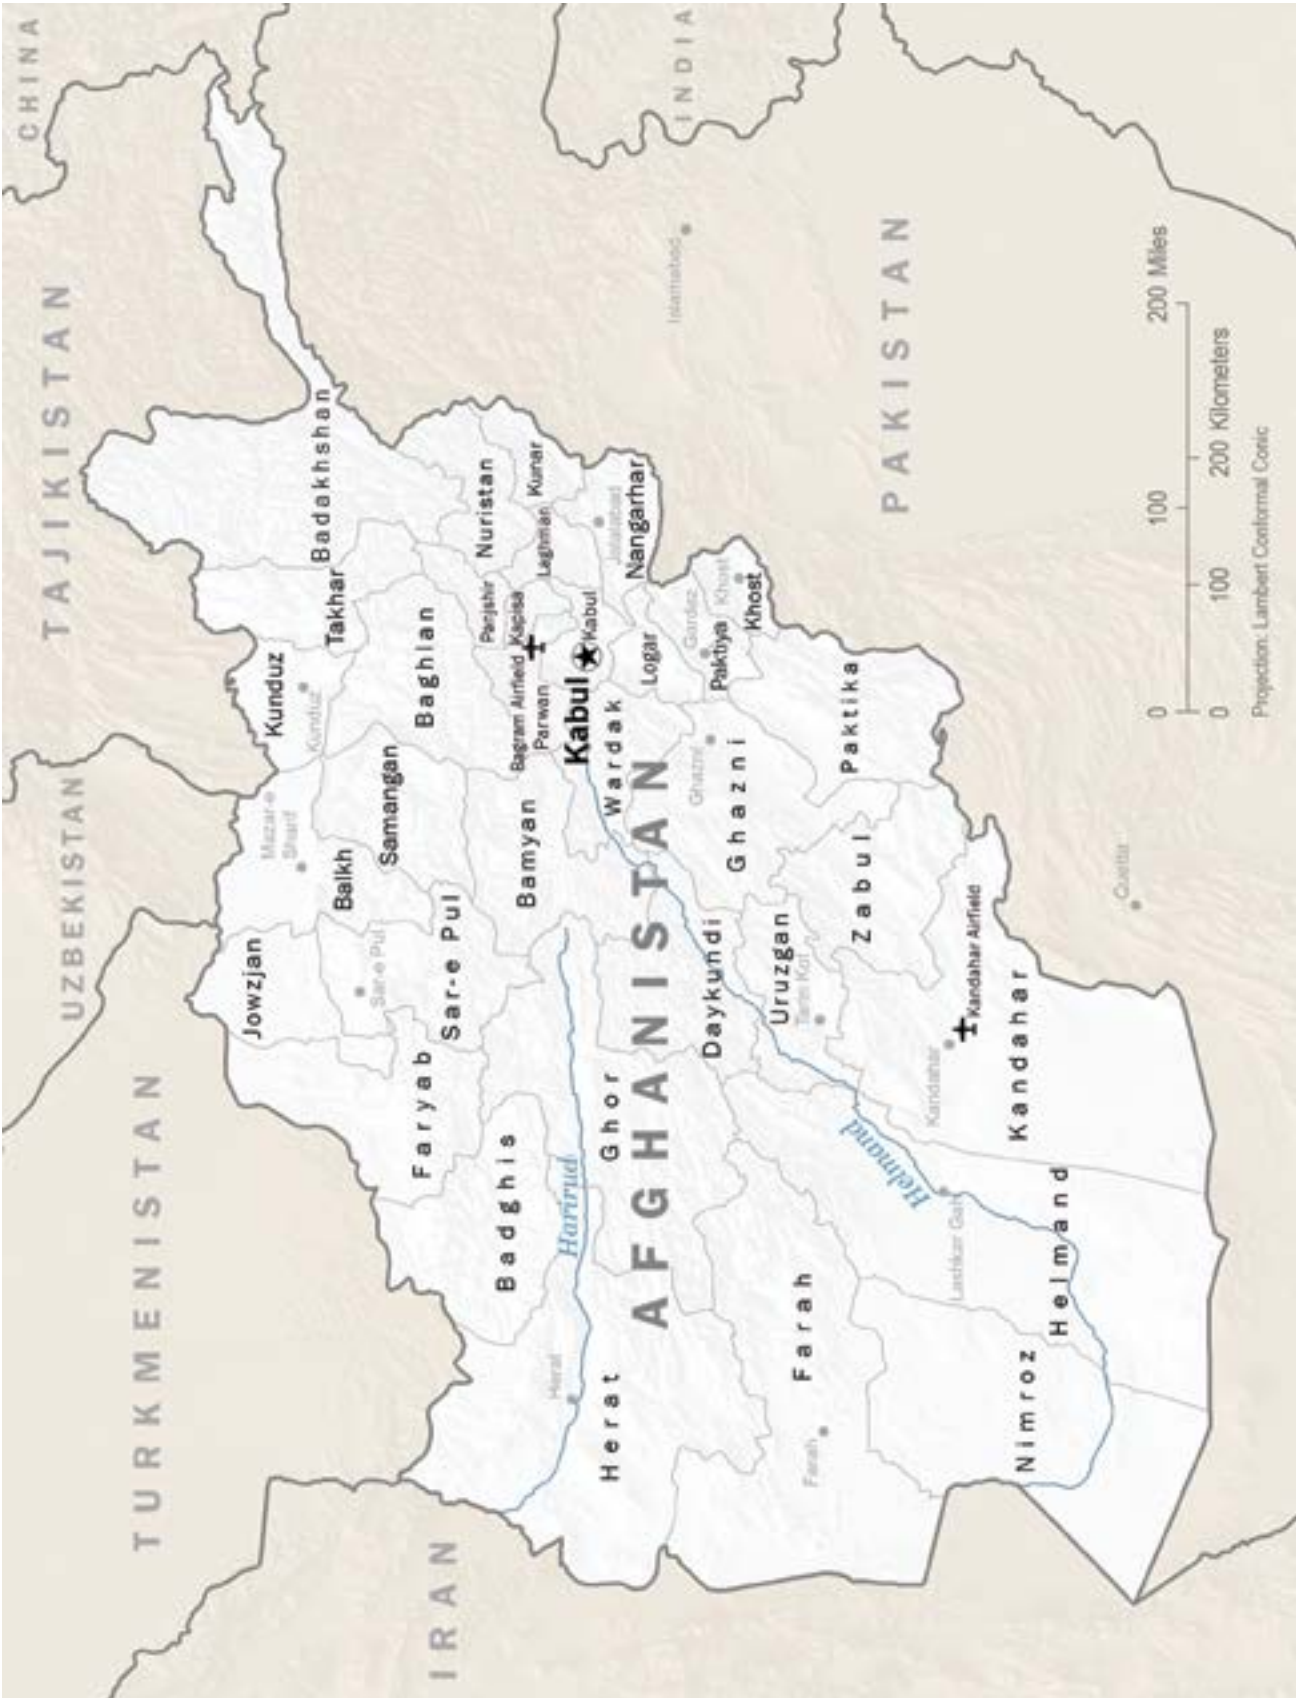 CHINA
TAJIKISTAN
UZBEKISTAN
TURKMENISTAN
IRAN
INDIA
PAKISTAN
AFGHANISTAN
Badakhshan
Takhar
Kunduz
Kunduz
Mazar-e
Sharif
Balkh
Jowzjan
Samangan
Baghlan
Sar-e Pul
Sar-e Pul
Faryab
Badghis
Nuristan
Kunar
Laghman
Panjshir
Kapisa
Bagram Airfield
Parwan
Bamyan
Kabul
Kabul
Jalalabad
Nangarhar
Logar
Wardak
Gardez
Khost
Khost
Paktiya
Paktika
Ghazni
Ghazni
Harirud
Ghor
Herat
Herat
Daykundi
Uruzgan
Tarin Kot
Zabul
Kandahar Airfield
Kandahar
Kandahar
Helmand
Lashkar Gah
Helmand
Farah
Farah
Nimroz
Islamabad
Quetta
0 100 200 Miles
0 100 200 Kilometers
Projection: Lambert Conformal Conic